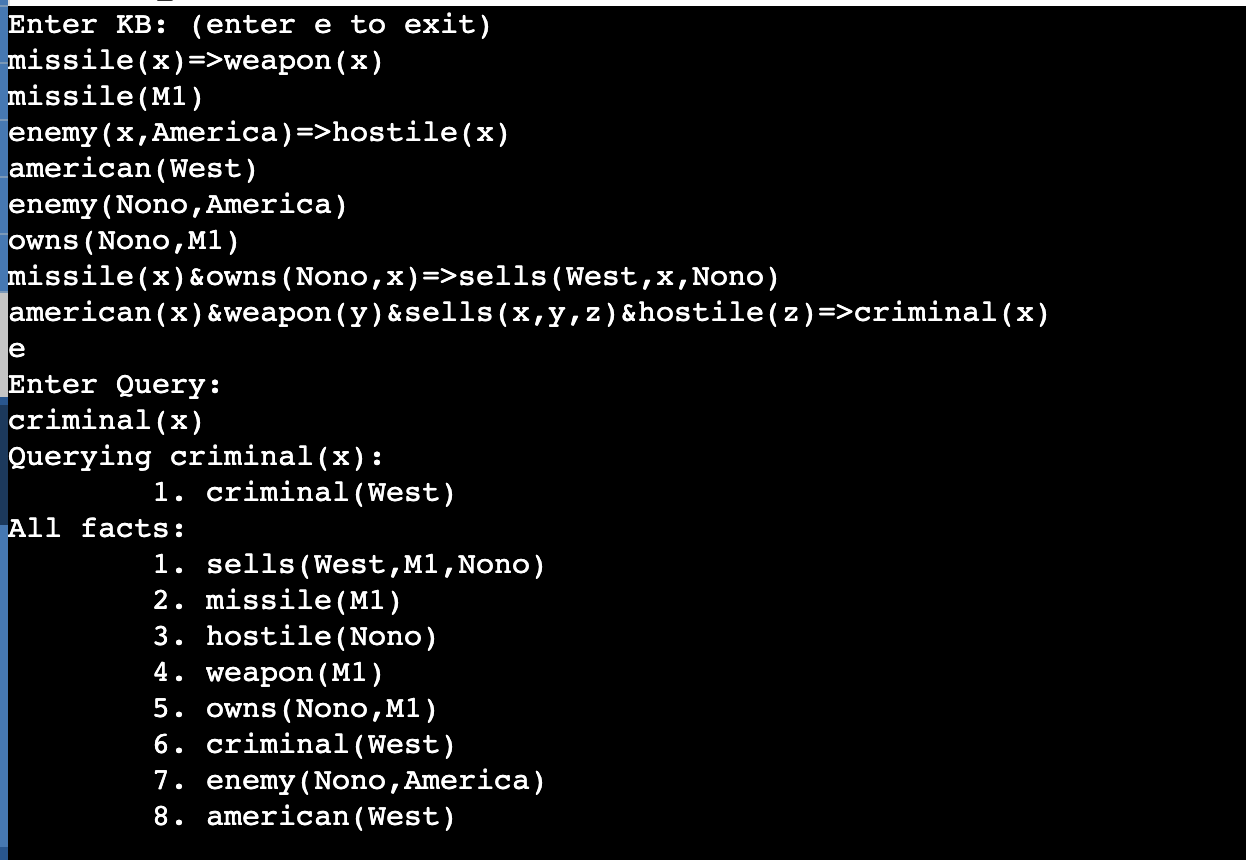 Enter KB: (enter e to exit)
missile(x)=>weapon(x)
missile(M1)
enemy(x,America)=>hostile(x)
american(West)
enemy(Nono,America)
owns(Nono,M1)
missile(x)&owns(Nono,x)=>sells(West,x,Nono)
american(x)&weapon(y)&sells(x,y,z)&hostile(z)=>criminal(x)
e
Enter Query:
criminal(x)
Querying criminal(x):
1. criminal(West)
All facts:
1. sells(West,M1,Nono)
2. missile(M1)
3. hostile(Nono)
4. weapon(M1)
5. owns(Nono,M1)
6. criminal(West)
7. enemy(Nono,America)
8. american(West)